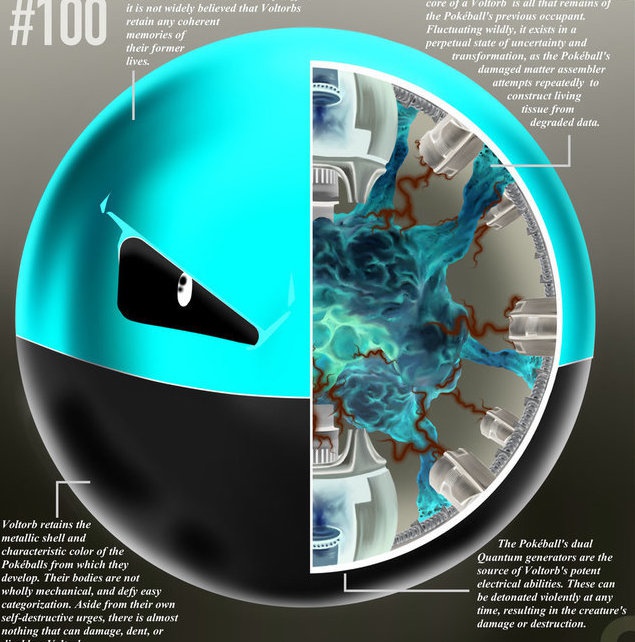 #100
it is not widely believed that Voltorbs
retain any coherent
memories of
their former
lives.
core of a Voltorb is all that remains of
the Pokéball's previous occupant.
Fluctuating wildly, it exists in a
perpetual state of uncertainty and
transformation, as the Pokéball's
damaged matter assembler
attempts repeatedly to
construct living
tissue from
degraded data.
Voltorb retains the
metallic shell and
characteristic color of the
Pokéballs from which they
develop. Their bodies are not
wholly mechanical, and defy easy
categorization. Aside from their own
self-destructive urges, there is almost
nothing that can damage, dent, or
The Pokéball's dual
Quantum generators are the
source of Voltorb's potent
electrical abilities. These can
be detonated violently at any
time, resulting in the creature's
damage or destruction.